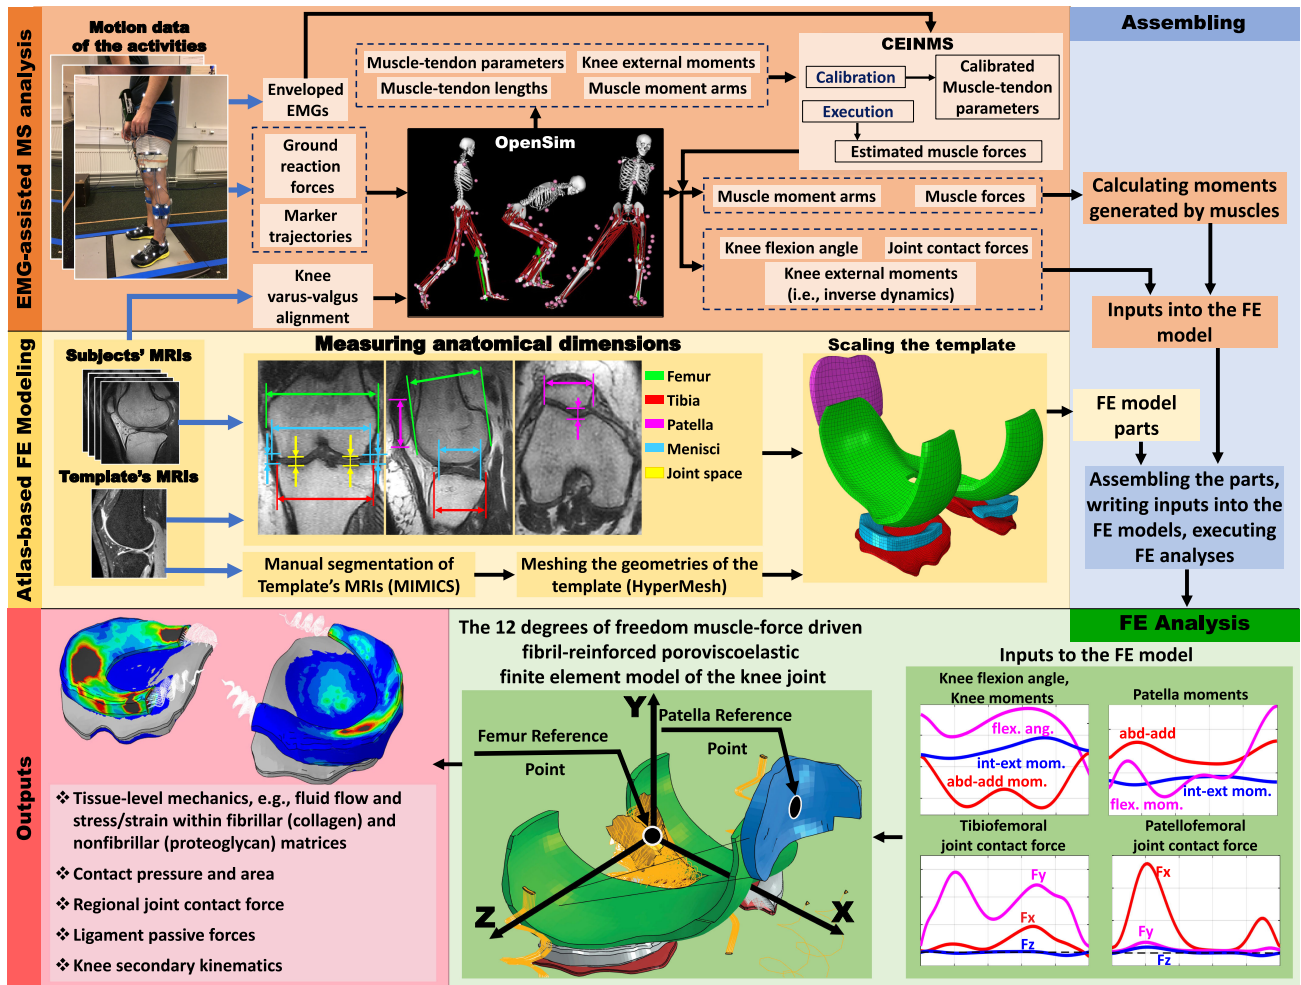 EMG-assisted MS analysis
Motion data
of the activities
Enveloped
EMGs
Ground
reaction
forces
Marker
trajectories
Knee
varus-valgus
alignment
Muscle-tendon parameters
Knee external moments
Muscle-tendon lengths
Muscle moment arms
OpenSim
CEINMS
Calibration
Calibrated
Muscle-tendon
parameters
Execution
Estimated muscle forces
Muscle moment arms
Muscle forces
Knee flexion angle
Joint contact forces
Knee external moments
(i.e., inverse dynamics)
Assembling
Calculating moments
generated by muscles
Inputs into the FE
model
FE model
parts
Assembling the parts,
writing inputs into the
FE models, executing
FE analyses
Atlas-based FE Modeling
Subjects' MRIs
Template's MRIs
Measuring anatomical dimensions
Femur
Tibia
Patella
Menisci
Joint space
Scaling the template
Manual segmentation of
Template's MRIs (MIMICS)
Meshing the geometries of the
template (HyperMesh)
FE Analysis
Inputs to the FE model
Knee flexion angle,
Knee moments
flex. ang.
int-ext mom.
abd-add mom.
Patella moments
abd-add
int-ext mom.
flex. mom.
Tibiofemoral
joint contact force
Fy
Fx
Fz
Patellofemoral
joint contact force
Fx
Fy
Fz
The 12 degrees of freedom muscle-force driven
fibril-reinforced poroviscoelastic
finite element model of the knee joint
Y
Patella Reference
Point
Femur Reference
Point
Z
X
Outputs
❖ Tissue-level mechanics, e.g., fluid flow and
stress/strain within fibrillar (collagen) and
nonfibrillar (proteoglycan) matrices
❖ Contact pressure and area
❖ Regional joint contact force
❖ Ligament passive forces
❖ Knee secondary kinematics